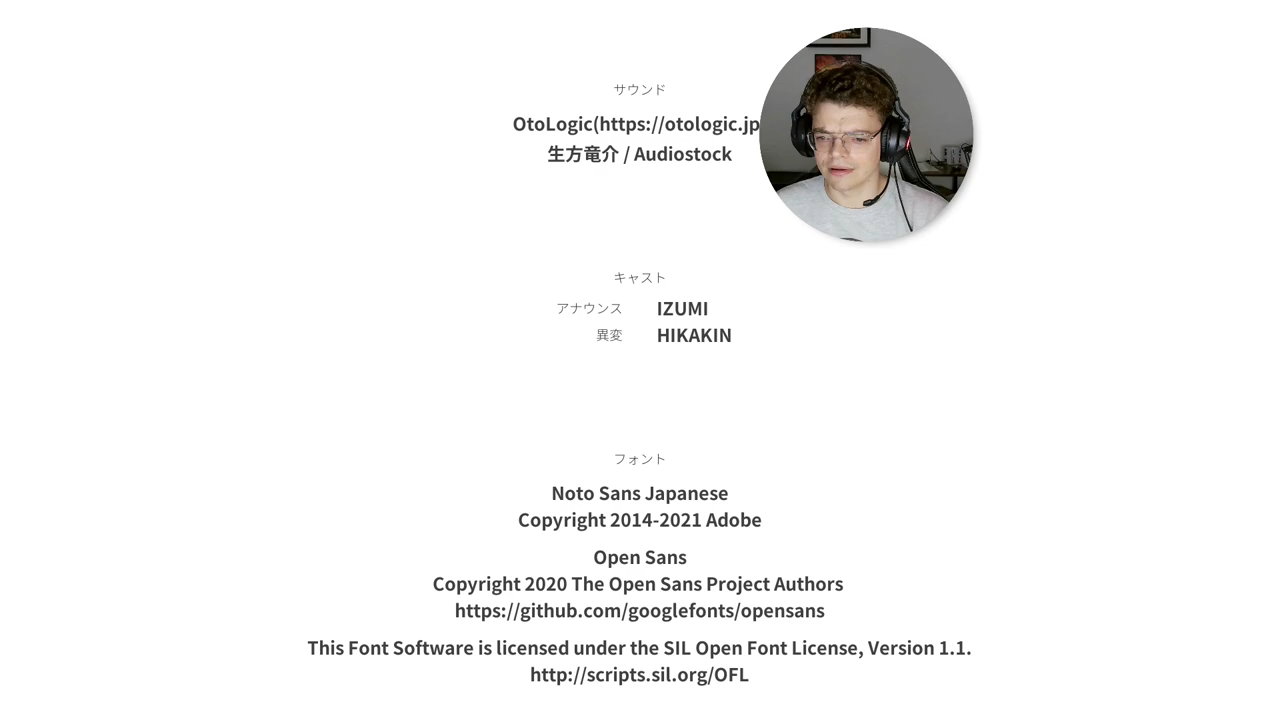 サウンド
OtoLogic(https://otologic.jp
生方竜介 / Audiostock
キャスト
アナウンス IZUMI
異変 HIKAKIN
フォント
Noto Sans Japanese
Copyright 2014-2021 Adobe
Open Sans
Copyright 2020 The Open Sans Project Authors
https://github.com/googlefonts/opensans
This Font Software is licensed under the SIL Open Font License, Version 1.1.
http://scripts.sil.org/OFL